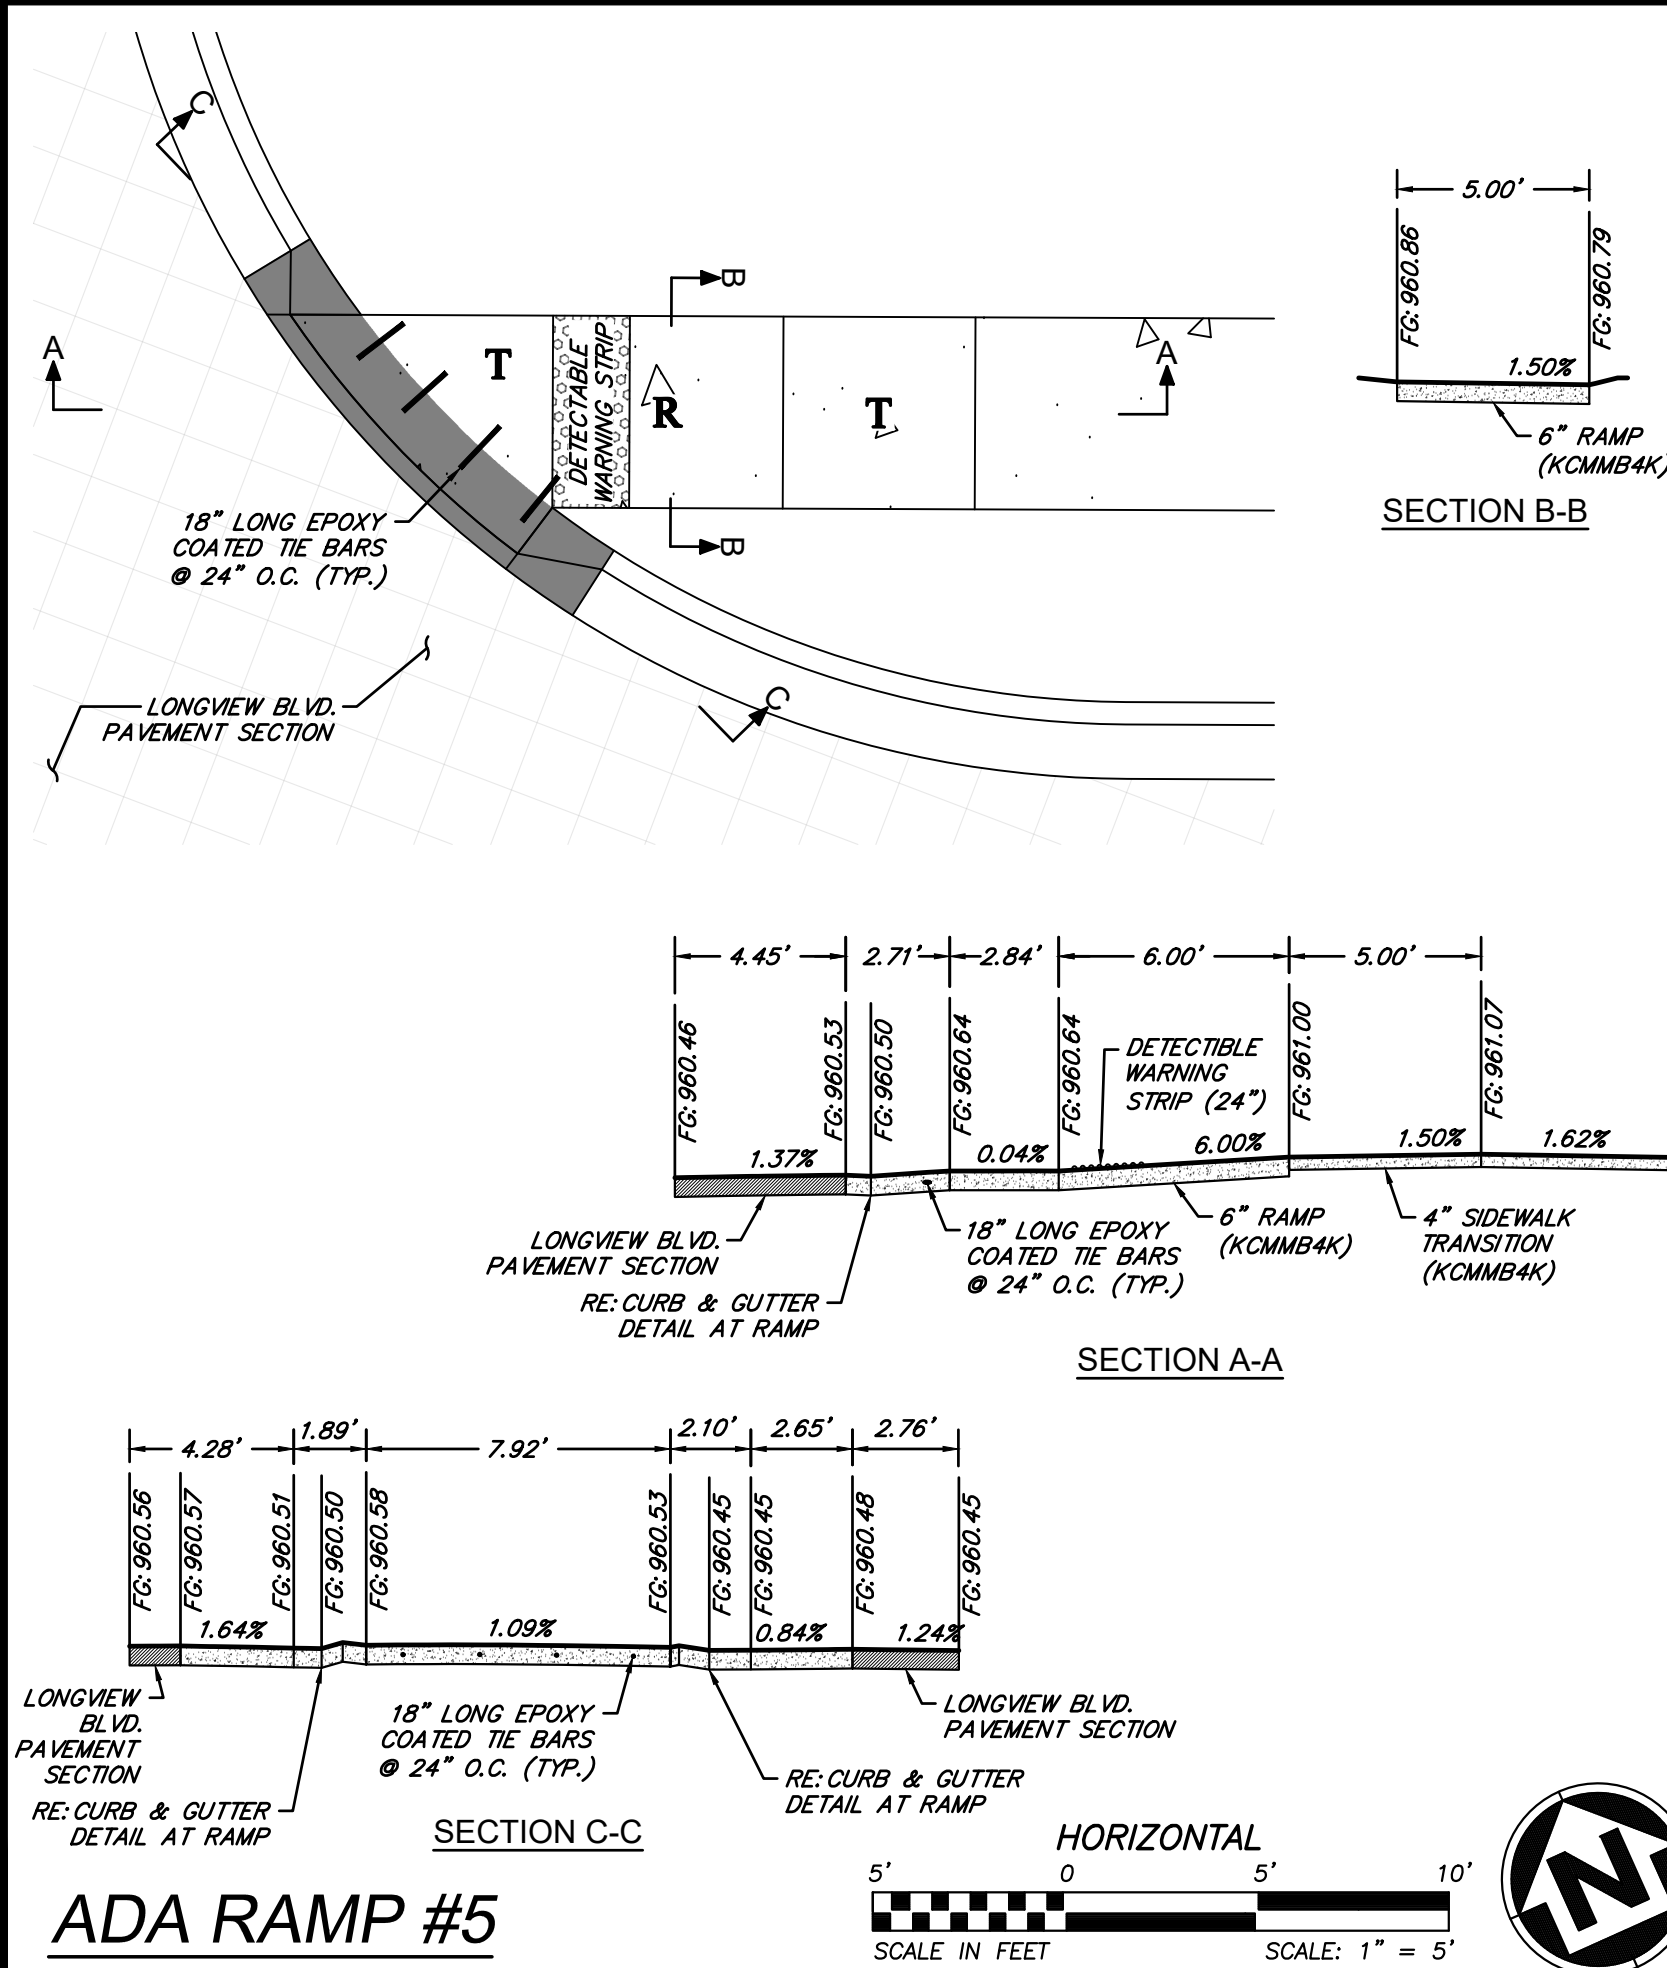 C
5.00'
FG: 960.86
FG: 960.79
1.50%
6" RAMP
(KCMMB4K)
SECTION B-B
B
A
T
DETECTABLE
WARNING STRIP
R
T
A
B
18" LONG EPOXY
COATED TIE BARS
@ 24" O.C. (TYP.)
C
LONGVIEW BLVD.
PAVEMENT SECTION
4.45'
2.71'
2.84'
6.00'
5.00'
FG: 960.46
FG: 960.53
FG: 960.50
FG: 960.64
FG: 960.64
FG: 961.00
FG: 961.07
DETECTIBLE
WARNING
STRIP (24")
1.37%
0.04%
6.00%
1.50%
1.62%
LONGVIEW BLVD.
PAVEMENT SECTION
RE: CURB & GUTTER
DETAIL AT RAMP
18" LONG EPOXY
COATED TIE BARS
@ 24" O.C. (TYP.)
6" RAMP
(KCMMB4K)
4" SIDEWALK
TRANSITION
(KCMMB4K)
SECTION A-A
4.28'
1.89'
7.92'
2.10'
2.65'
2.76'
FG: 960.56
FG: 960.57
FG: 960.51
FG: 960.50
FG: 960.58
FG: 960.53
FG: 960.45
FG: 960.45
FG: 960.48
FG: 960.45
1.64%
1.09%
0.84%
1.24%
LONGVIEW
BLVD.
PAVEMENT
SECTION
RE: CURB & GUTTER
DETAIL AT RAMP
18" LONG EPOXY
COATED TIE BARS
@ 24" O.C. (TYP.)
LONGVIEW BLVD.
PAVEMENT SECTION
RE: CURB & GUTTER
DETAIL AT RAMP
SECTION C-C
HORIZONTAL
5'
0
5'
10'
SCALE IN FEET
SCALE: 1" = 5'
N
ADA RAMP #5